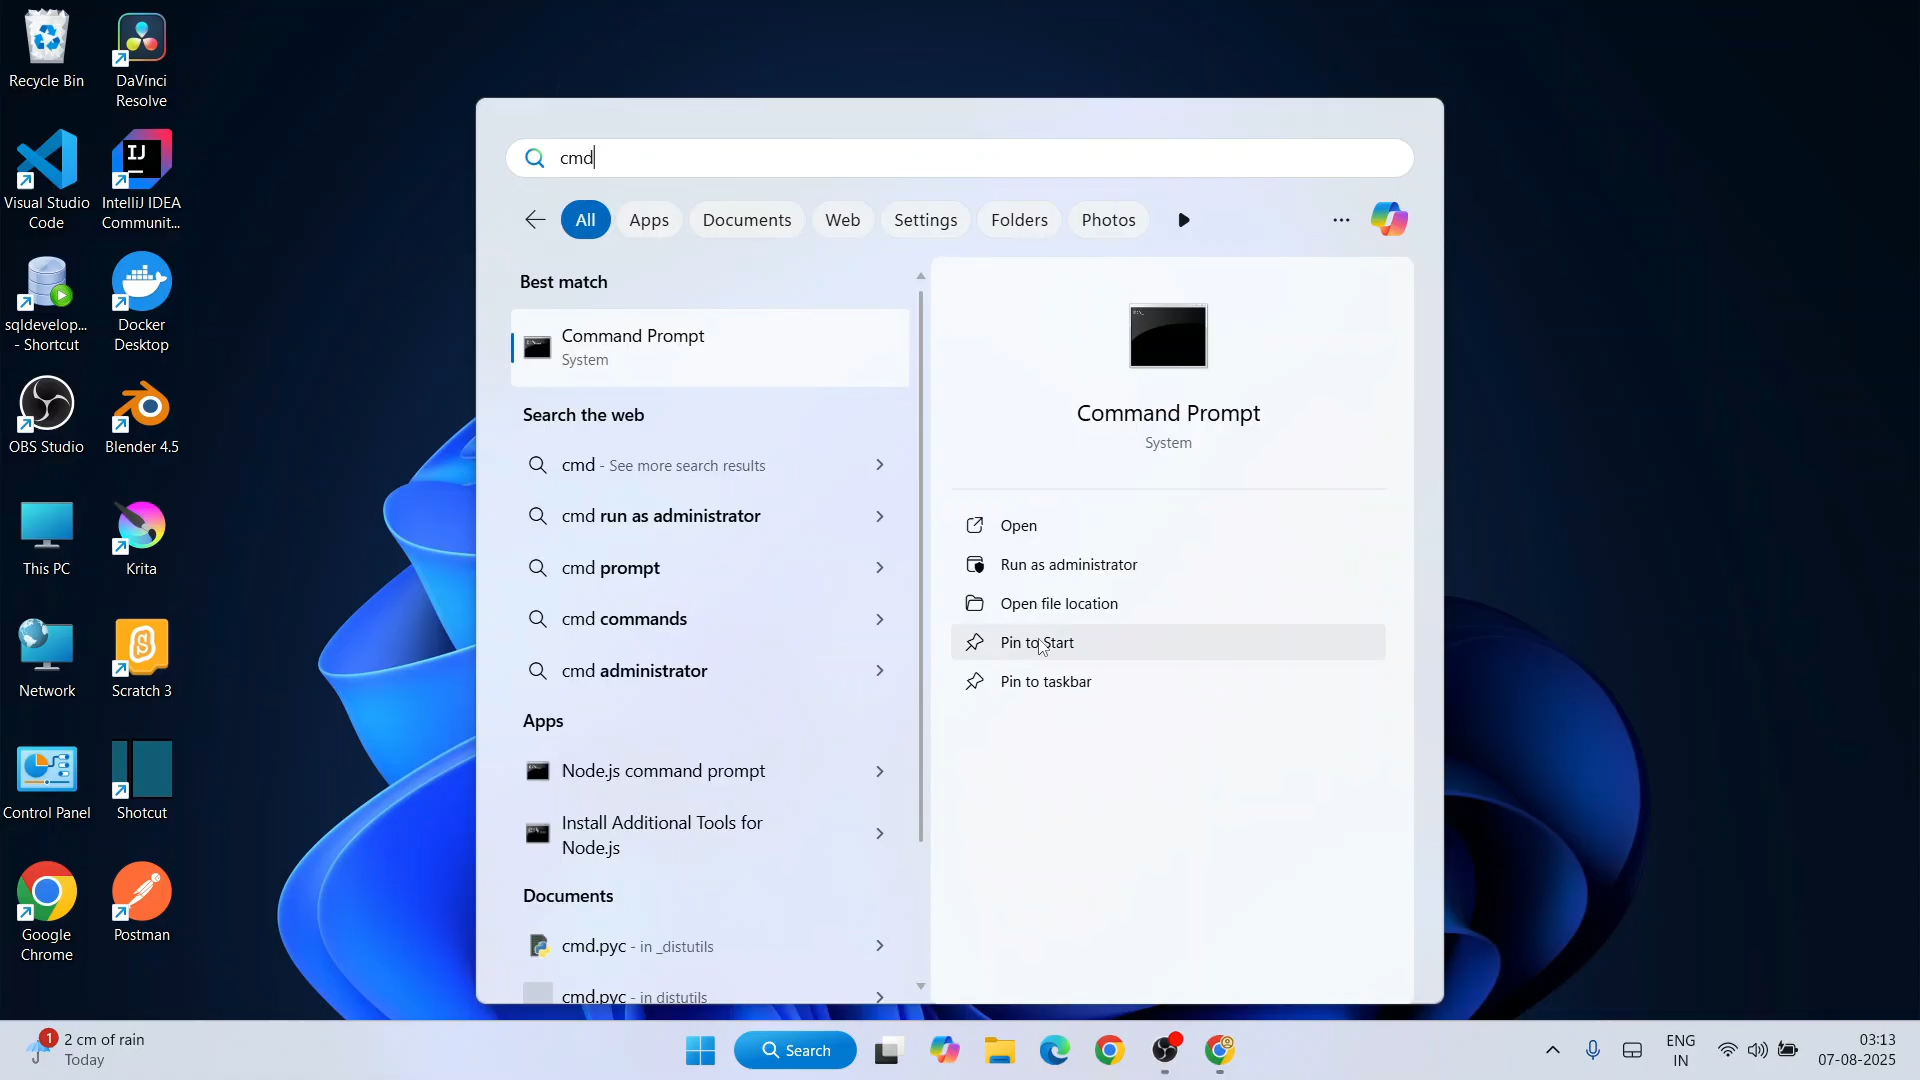 Recycle Bin
DaVinci
Resolve
Visual Studio
Code
IntelliJ IDEA
Communit...
sqldevelop...
- Shortcut
Docker
Desktop
OBS Studio
Blender 4.5
This PC
Krita
Network
Scratch 3
Control Panel
Shotcut
Google
Chrome
Postman
cmd
All
Apps
Documents
Web
Settings
Folders
Photos
Best match
Command Prompt
System
Search the web
cmd - See more search results
cmd run as administrator
cmd prompt
cmd commands
cmd administrator
Apps
Node.js command prompt
Install Additional Tools for
Node.js
Documents
cmd.pyc - in _distutils
cmd.pyc - in distutils
Command Prompt
System
Open
Run as administrator
Open file location
Pin to Start
Pin to taskbar
1
2 cm of rain
Today
Search
ENG
IN
03:13
07-08-2025